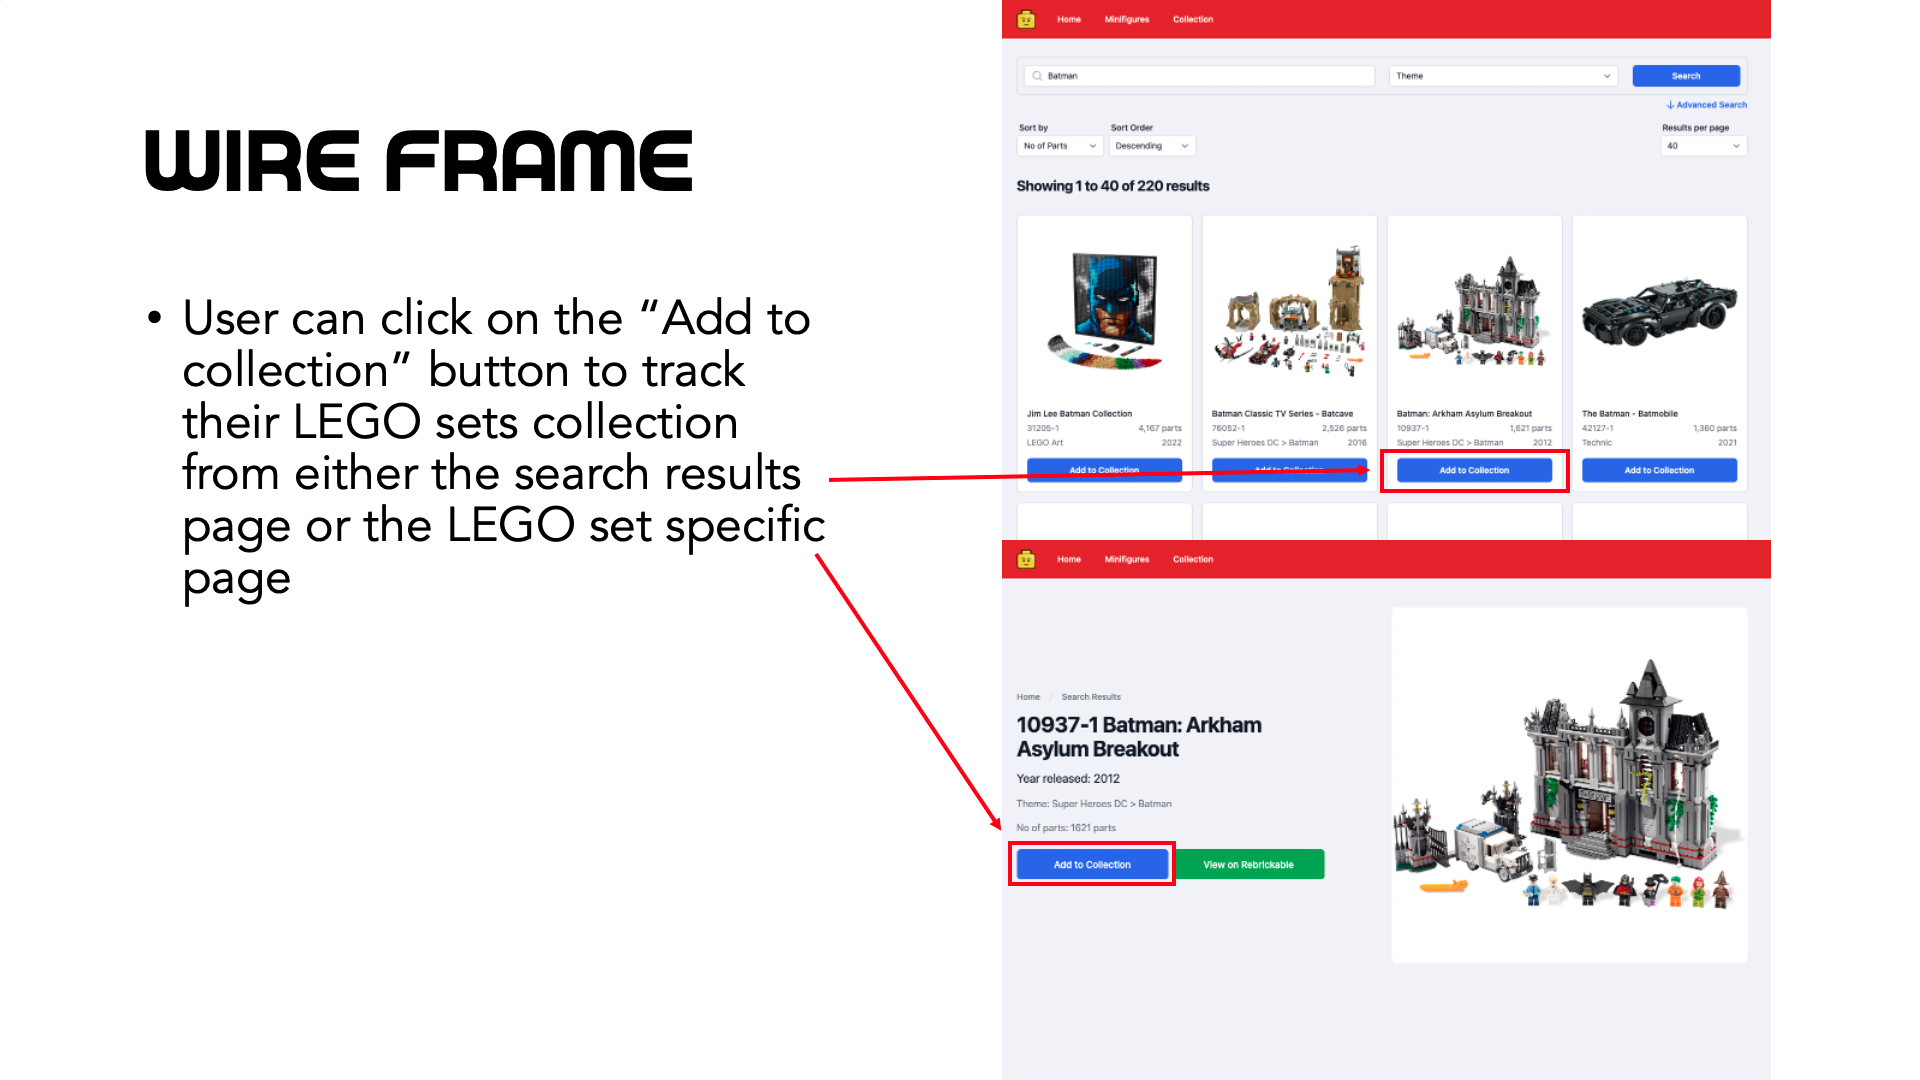 WIRE FRAME
• User can click on the “Add to
collection” button to track
their LEGO sets collection
from either the search results
page or the LEGO set specific
page
Home Minifigures Collection
Batman Theme Search
Advanced Search
Sort by Sort Order Results per page
No of Parts Descending 40
Showing 1 to 40 of 220 results
Jim Lee Batman Collection
31205-1 4,167 parts
LEGO Art 2022
Add to Collection
Batman Classic TV Series - Batcave
76052-1 2,526 parts
Super Heroes DC > Batman 2016
Add to Collection
Batman: Arkham Asylum Breakout
10937-1 1,621 parts
Super Heroes DC > Batman 2012
Add to Collection
The Batman - Batmobile
42127-1 1,360 parts
Technic 2021
Add to Collection
Home Minifigures Collection
Home / Search Results
10937-1 Batman: Arkham
Asylum Breakout
Year released: 2012
Theme: Super Heroes DC > Batman
No of parts: 1621 parts
Add to Collection View on Rebrickable